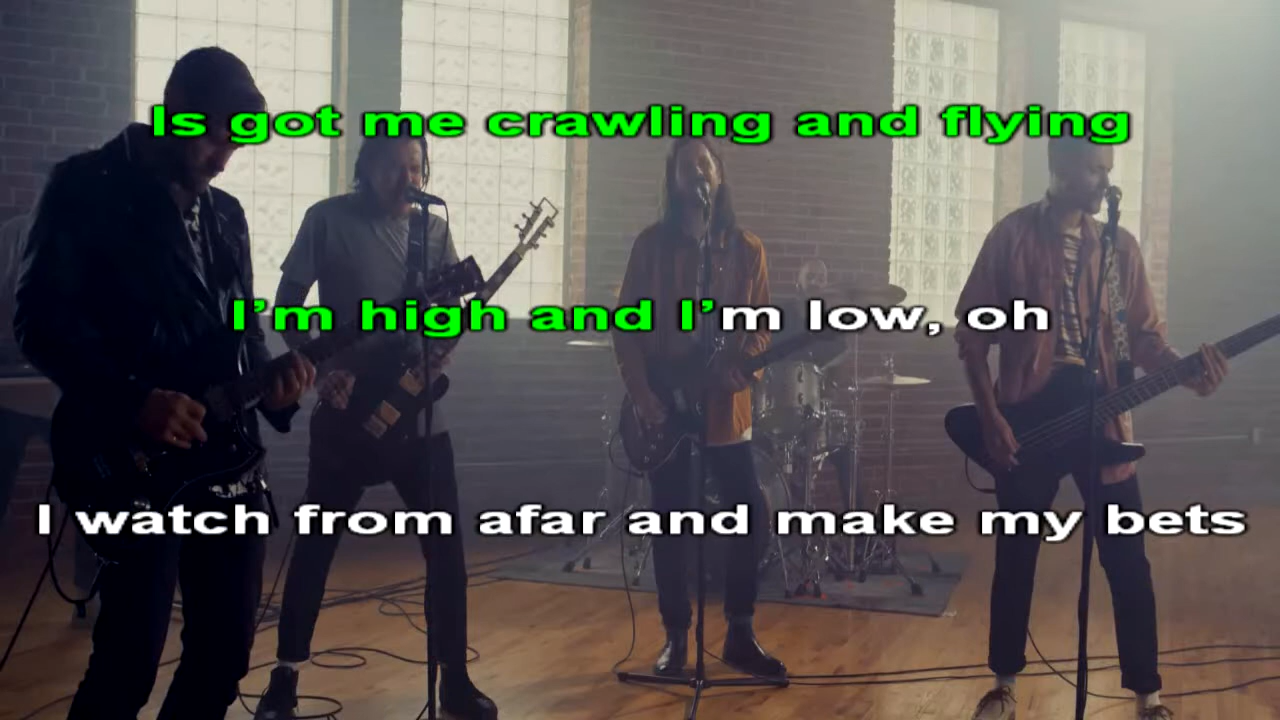 Is got me crawling and flying
I’m high and I’m low, oh
I watch from afar and make my bets